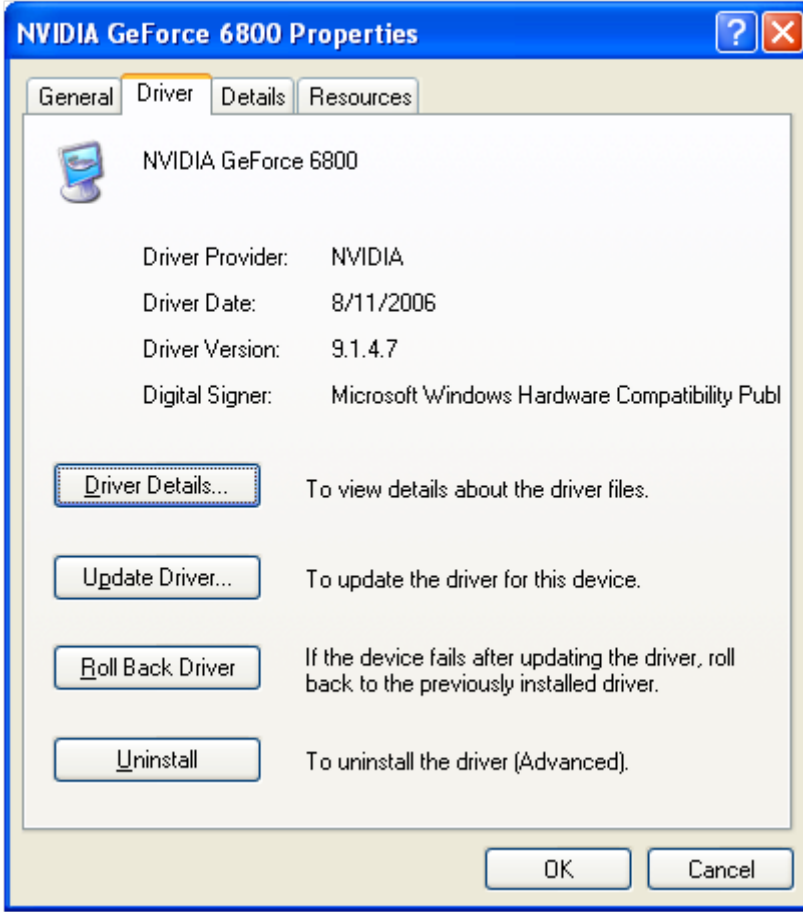 NVIDIA GeForce 6800 Properties
General Driver Details Resources
NVIDIA GeForce 6800
Driver Provider: NVIDIA
Driver Date: 8/11/2006
Driver Version: 9.1.4.7
Digital Signer: Microsoft Windows Hardware Compatibility Publ
Driver Details... To view details about the driver files.
Update Driver... To update the driver for this device.
Roll Back Driver If the device fails after updating the driver, roll
back to the previously installed driver.
Uninstall To uninstall the driver (Advanced).
OK Cancel